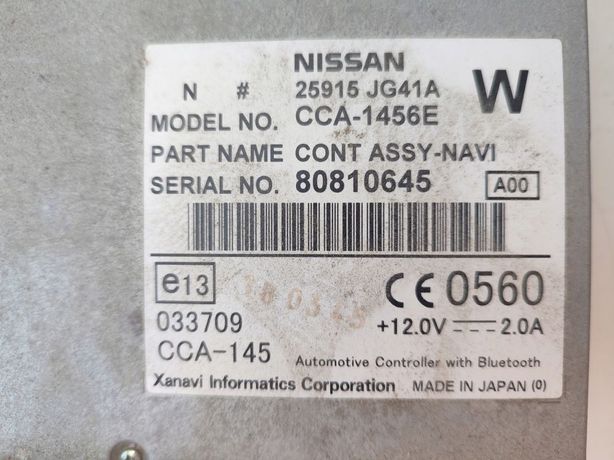 NISSAN
N # 25915 JG41A W
MODEL NO. CCA-1456E
PART NAME CONT ASSY-NAVI
SERIAL NO. 80810645 A00
e13 CE 0560
033709 +12.0V 2.0A
CCA-145 Automotive Controller with Bluetooth
Xanavi Informatics Corporation MADE IN JAPAN (0)